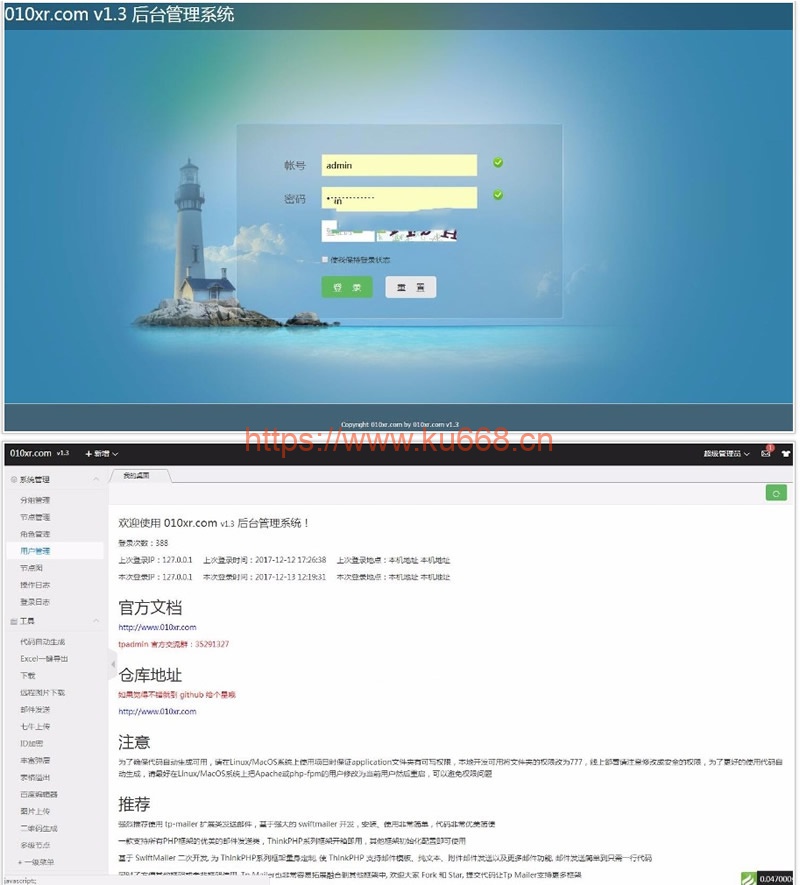 010xr.com v1.3 后台管理系统
帐号
admin
密码
使我保持登录状态
登 录
重 置
Copyright 010xr.com by 010xr.com v1.3
https://www.ku668.cn
010xr.com v1.3
+ 新增
超级管理员
1
系统管理
分组管理
节点管理
角色管理
用户管理
节点图
操作日志
登录日志
工具
代码自动生成
Excel一键导出
下载
远程图片下载
邮件发送
七牛上传
ID加密
丰富弹层
表格溢出
百度编辑器
图片上传
二维码生成
多级节点
+ 一级菜单
javascript:;
我的桌面
欢迎使用 010xr.com v1.3 后台管理系统！
登录次数：388
上次登录IP：127.0.0.1 上次登录时间：2017-12-12 17:26:38 上次登录地点：本机地址 本机地址
本次登录IP：127.0.0.1 本次登录时间：2017-12-13 12:19:31 本次登录地点：本机地址 本机地址
官方文档
http://www.010xr.com
tpadmin 官方交流群：35291327
仓库地址
如果觉得不错就到 github 给个星哦
http://www.010xr.com
注意
为了确保代码自动生成可用，请在Linux/MacOS系统上使用项目时保证application文件夹有可写权限，本地开发可用将文件夹的权限改为777，线上部署请注意修改成安全的权限，为了更好的使用代码自
动生成，请最好在Linux/MacOS系统上把Apache或php-fpm的用户修改为当前用户然后重启，可以避免权限问题
推荐
强烈推荐使用 tp-mailer 扩展类发送邮件，基于强大的 swiftmailer 开发，安装、使用非常简单，代码非常优美简便
一款支持所有PHP框架的优美的邮件发送类，ThinkPHP系列框架开箱即用，其他框架初始化配置即可使用
基于 SwiftMailer 二次开发, 为 ThinkPHP系列框架量身定制, 使 ThinkPHP 支持邮件模板、纯文本、附件邮件发送以及更多邮件功能, 邮件发送简单到只需一行代码
0.047000s